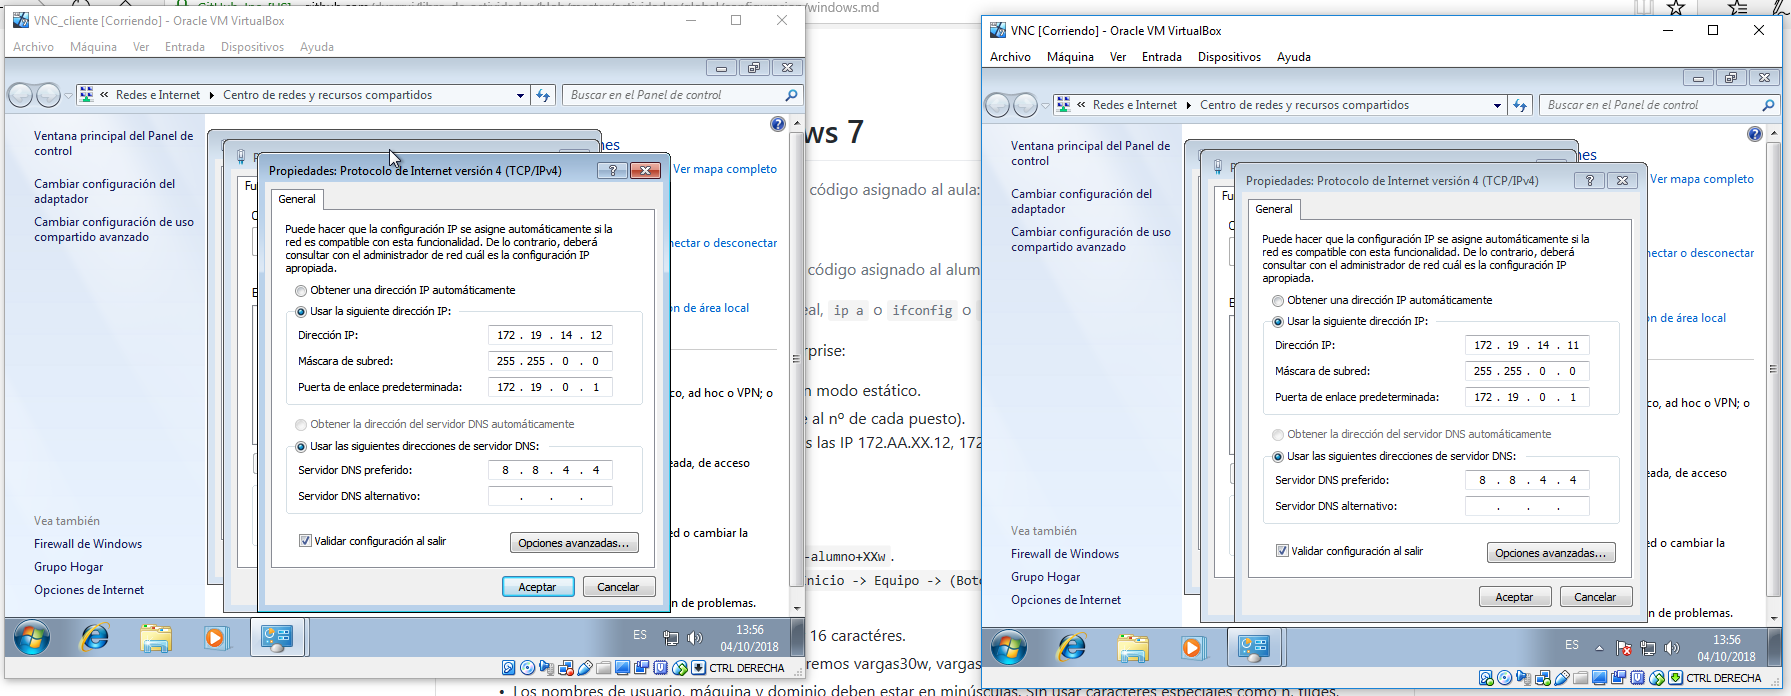 VNC_cliente [Corriendo] - Oracle VM VirtualBox
Archivo Máquina Ver Entrada Dispositivos Ayuda
Redes e Internet Centro de redes y recursos compartidos
Buscar en el Panel de control
Ventana principal del Panel de
control
Cambiar configuración del
adaptador
Cambiar configuración de uso
compartido avanzado
Vea también
Firewall de Windows
Grupo Hogar
Opciones de Internet
Ver mapa completo
nectar o desconectar
n de área local
co, ad hoc o VPN; o
ada, de acceso
ed o cambiar la
n de problemas.
Propiedades: Protocolo de Internet versión 4 (TCP/IPv4)
General
Puede hacer que la configuración IP se asigne automáticamente si la
red es compatible con esta funcionalidad. De lo contrario, deberá
consultar con el administrador de red cuál es la configuración IP
apropiada.
Obtener una dirección IP automáticamente
Usar la siguiente dirección IP:
Dirección IP: 172 . 19 . 14 . 12
Máscara de subred: 255 . 255 . 0 . 0
Puerta de enlace predeterminada: 172 . 19 . 0 . 1
Obtener la dirección del servidor DNS automáticamente
Usar las siguientes direcciones de servidor DNS:
Servidor DNS preferido: 8 . 8 . 4 . 4
Servidor DNS alternativo: . . .
Validar configuración al salir
Opciones avanzadas...
Aceptar Cancelar
ES 13:56
04/10/2018
CTRL DERECHA
windows.md
ws 7
código asignado al aula:
código asignado al alum
eal, ip a o ifconfig o
rprise:
n modo estático.
e al nº de cada puesto).
s las IP 172.AA.XX.12, 172
-alumno+XXw .
Inicio -> Equipo -> (Bot
16 caractéres.
remos vargas30w, vargas
• Los nombres de usuario, máquina y dominio deben estar en minúsculas. Sin usar caracteres especiales como ñ, tildes,
VNC [Corriendo] - Oracle VM VirtualBox
Archivo Máquina Ver Entrada Dispositivos Ayuda
Redes e Internet Centro de redes y recursos compartidos
Buscar en el Panel de control
Ventana principal del Panel de
control
Cambiar configuración del
adaptador
Cambiar configuración de uso
compartido avanzado
Vea también
Firewall de Windows
Grupo Hogar
Opciones de Internet
Ver mapa completo
nectar o desconectar
n de área local
co, ad hoc o VPN; o
ada, de acceso
ed o cambiar la
n de problemas.
Propiedades: Protocolo de Internet versión 4 (TCP/IPv4)
General
Puede hacer que la configuración IP se asigne automáticamente si la
red es compatible con esta funcionalidad. De lo contrario, deberá
consultar con el administrador de red cuál es la configuración IP
apropiada.
Obtener una dirección IP automáticamente
Usar la siguiente dirección IP:
Dirección IP: 172 . 19 . 14 . 11
Máscara de subred: 255 . 255 . 0 . 0
Puerta de enlace predeterminada: 172 . 19 . 0 . 1
Obtener la dirección del servidor DNS automáticamente
Usar las siguientes direcciones de servidor DNS:
Servidor DNS preferido: 8 . 8 . 4 . 4
Servidor DNS alternativo: . . .
Validar configuración al salir
Opciones avanzadas...
Aceptar Cancelar
ES 13:56
04/10/2018
CTRL DERECHA